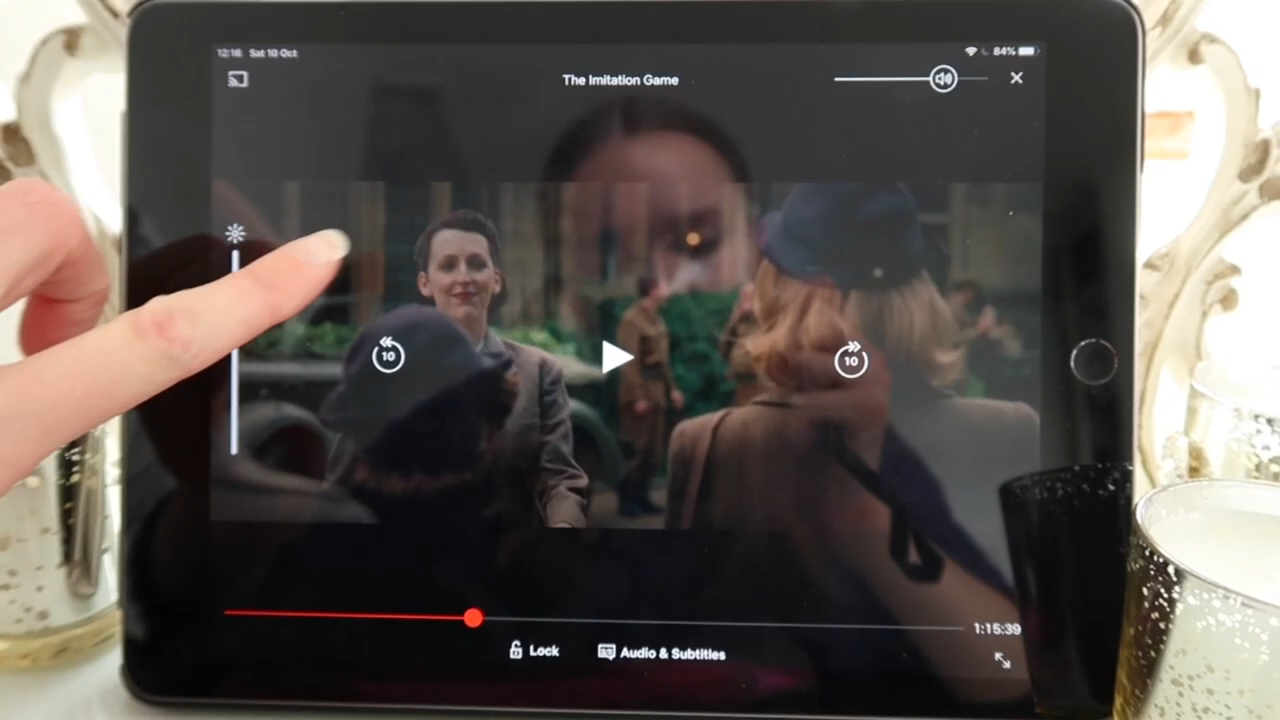 12:16 Sat 10 Oct
84%
The Imitation Game
10
10
1:15:39
Lock
Audio & Subtitles